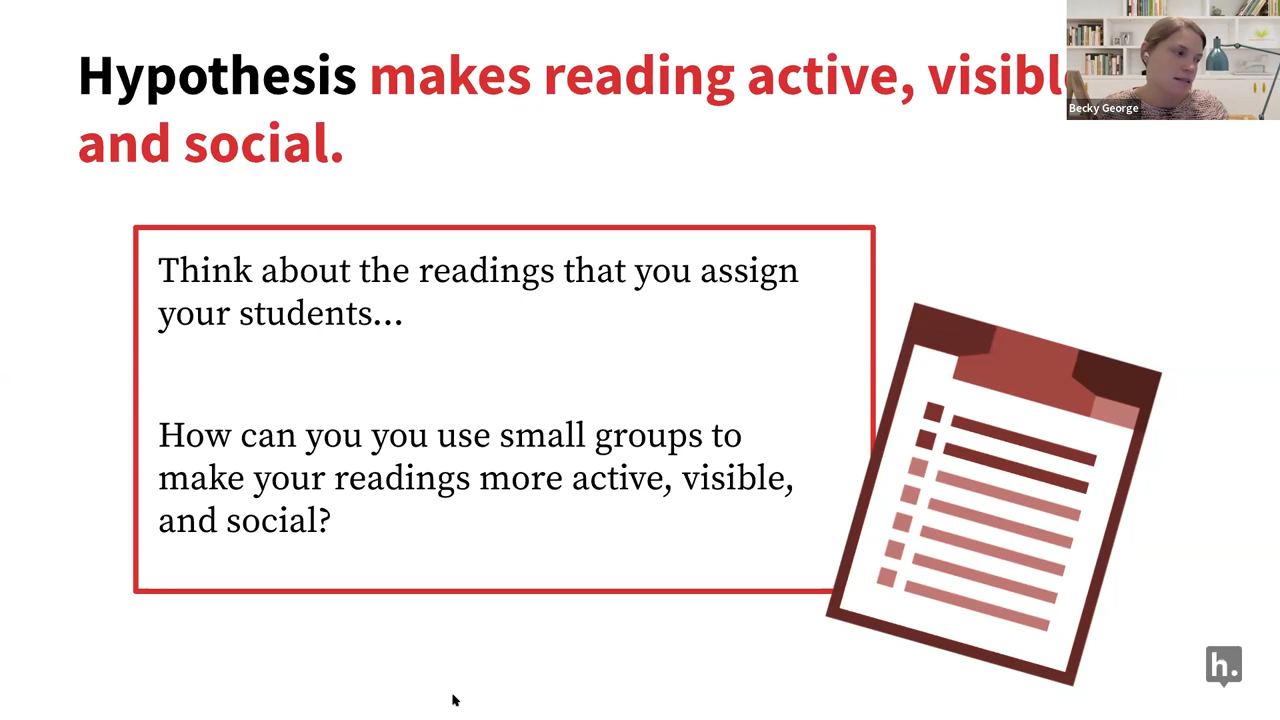 Hypothesis makes reading active, visibl
and social.
Becky George
Think about the readings that you assign
your students...
How can you you use small groups to
make your readings more active, visible,
and social?
h.